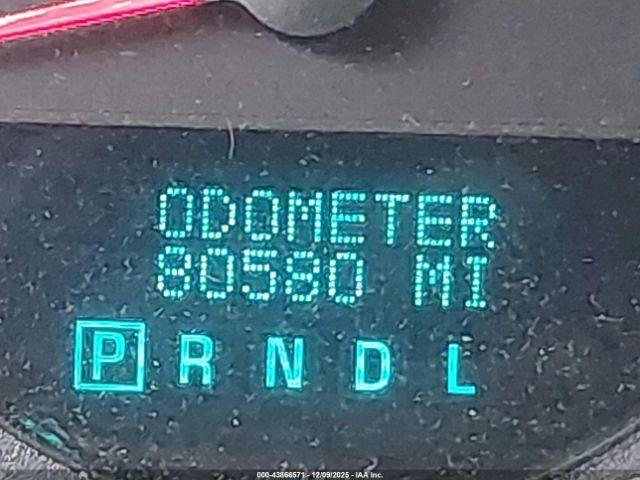 ODOMETER
80580 MI
P R N D L
000-43866571 - 12/09/2025 - IAA Inc.